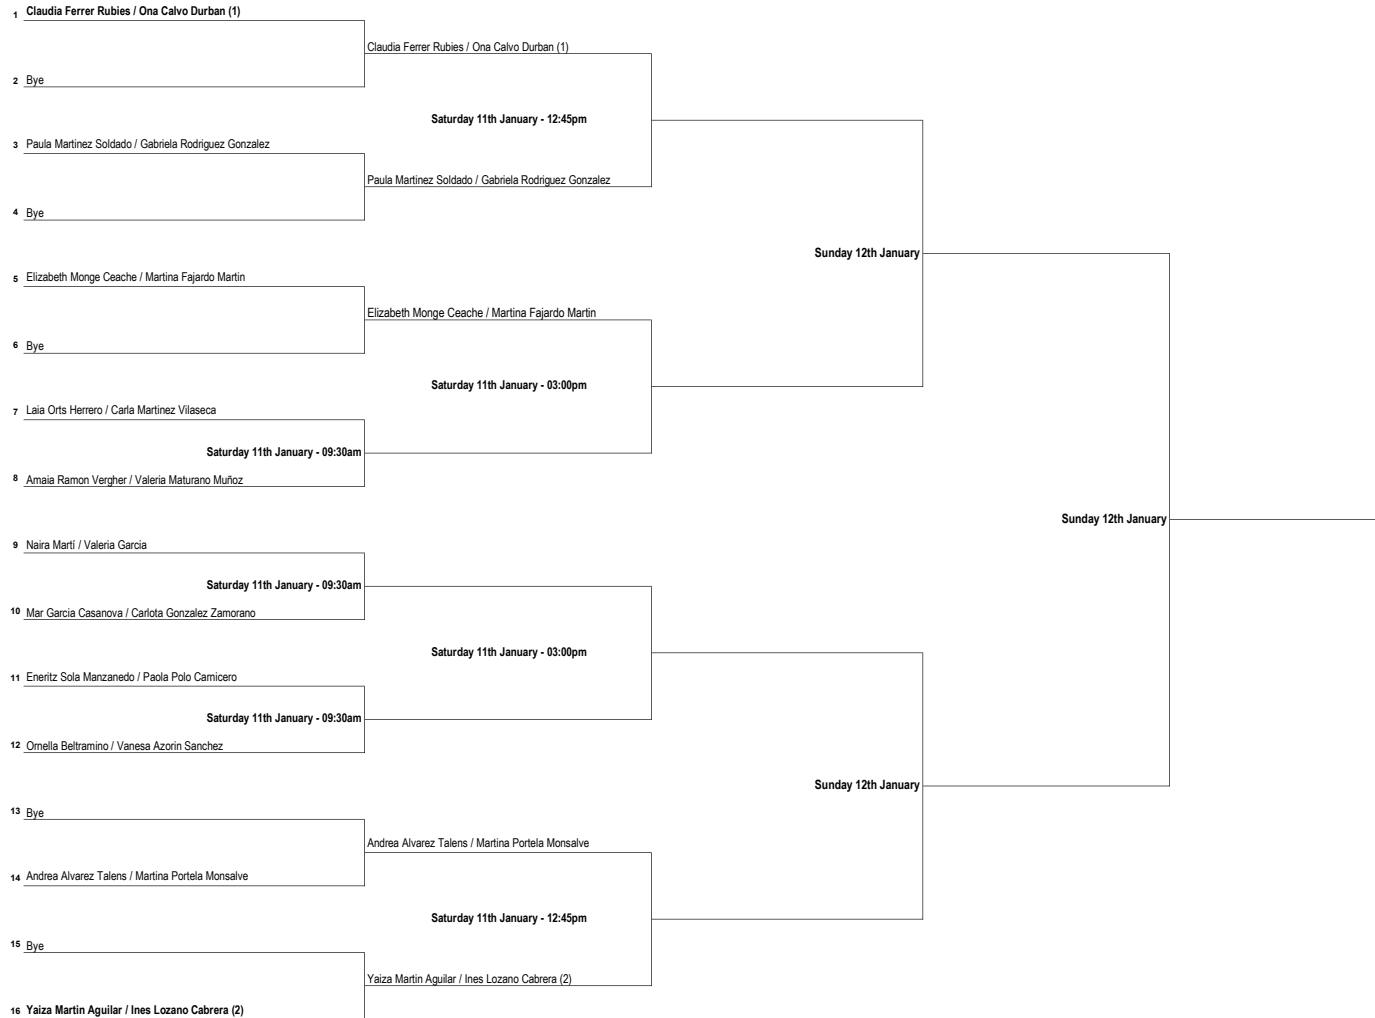 1 Claudia Ferrer Rubies / Ona Calvo Durban (1)
Claudia Ferrer Rubies / Ona Calvo Durban (1)
2 Bye
Saturday 11th January - 12:45pm
3 Paula Martinez Soldado / Gabriela Rodriguez Gonzalez
Paula Martinez Soldado / Gabriela Rodriguez Gonzalez
4 Bye
Sunday 12th January
5 Elizabeth Monge Ceache / Martina Fajardo Martin
Elizabeth Monge Ceache / Martina Fajardo Martin
6 Bye
Saturday 11th January - 03:00pm
7 Laia Orts Herrero / Carla Martinez Vilaseca
Saturday 11th January - 09:30am
8 Amaia Ramon Vergher / Valeria Maturano Muñoz
Sunday 12th January
9 Naira Martí / Valeria Garcia
Saturday 11th January - 09:30am
10 Mar Garcia Casanova / Carlota Gonzalez Zamorano
Saturday 11th January - 03:00pm
11 Eneritz Sola Manzanedo / Paola Polo Carnicero
Saturday 11th January - 09:30am
12 Ornella Beltramino / Vanesa Azorin Sanchez
Sunday 12th January
13 Bye
Andrea Alvarez Talens / Martina Portela Monsalve
14 Andrea Alvarez Talens / Martina Portela Monsalve
Saturday 11th January - 12:45pm
15 Bye
Yaiza Martin Aguilar / Ines Lozano Cabrera (2)
16 Yaiza Martin Aguilar / Ines Lozano Cabrera (2)